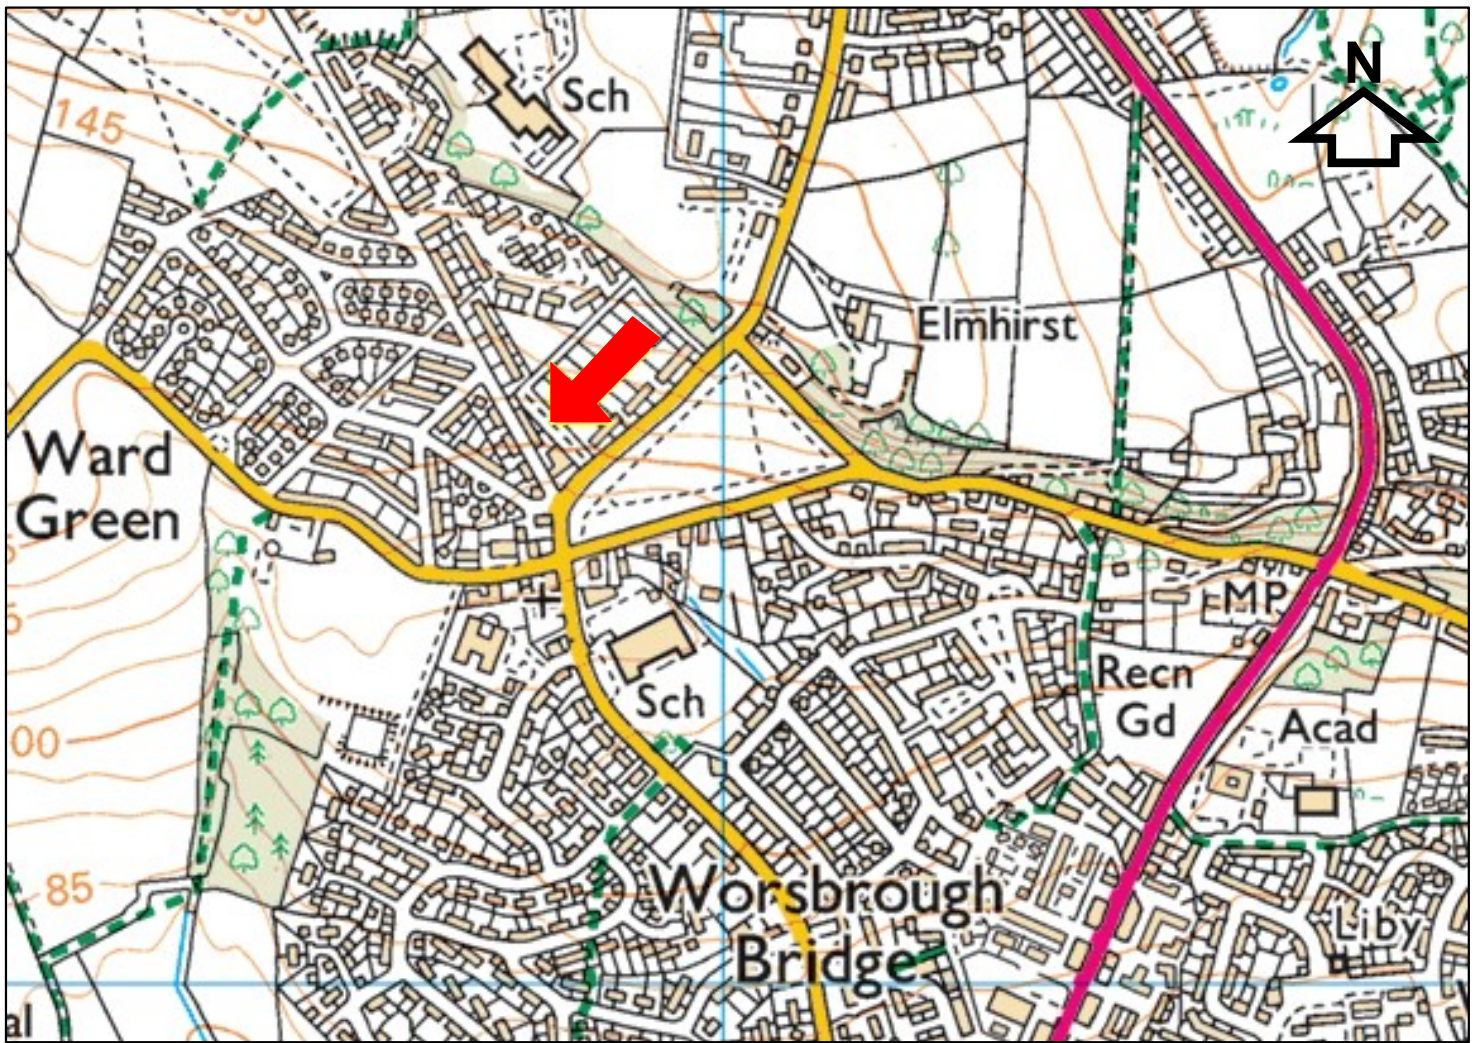 N
Sch
145
Elmhirst
Ward
Green
MP
Recn
Gd
Sch
Acad
00
85
Worsbrough
Bridge
Liby
al